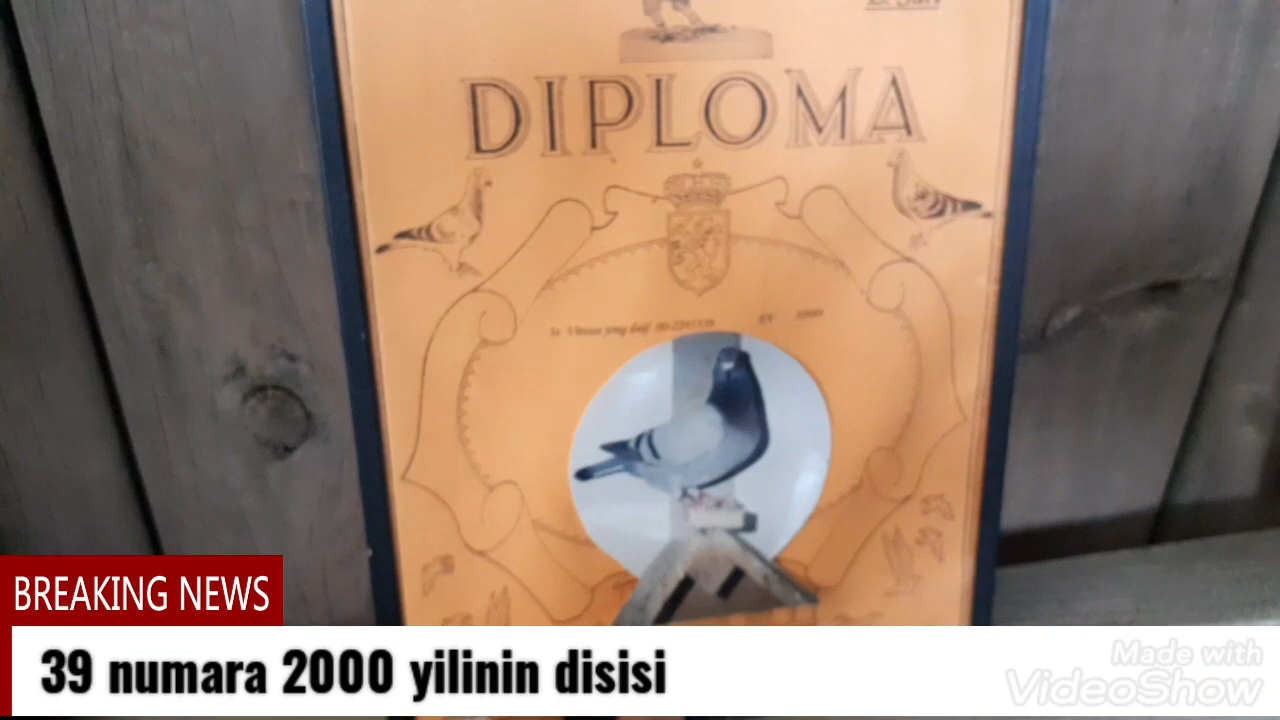 DIPLOMA
BREAKING NEWS
39 numara 2000 yilinin disisi
Made with
VideoShow